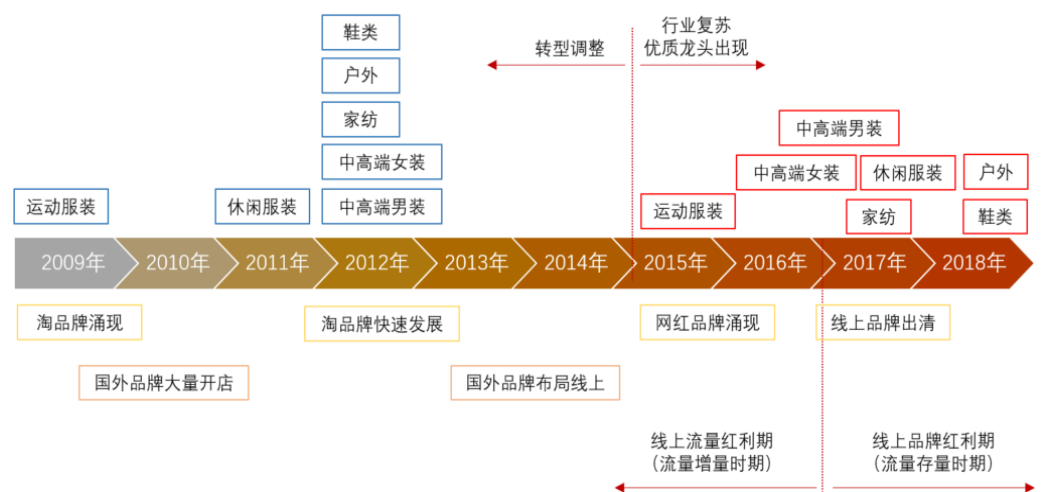 鞋类
户外
家纺
中高端女装
中高端男装
运动服装
休闲服装
转型调整
行业复苏
优质龙头出现
中高端男装
中高端女装
休闲服装
户外
运动服装
家纺
鞋类
2009年
2010年
2011年
2012年
2013年
2014年
2015年
2016年
2017年
2018年
淘品牌涌现
淘品牌快速发展
网红品牌涌现
线上品牌出清
国外品牌大量开店
国外品牌布局线上
线上流量红利期
（流量增量时期）
线上品牌红利期
（流量存量时期）